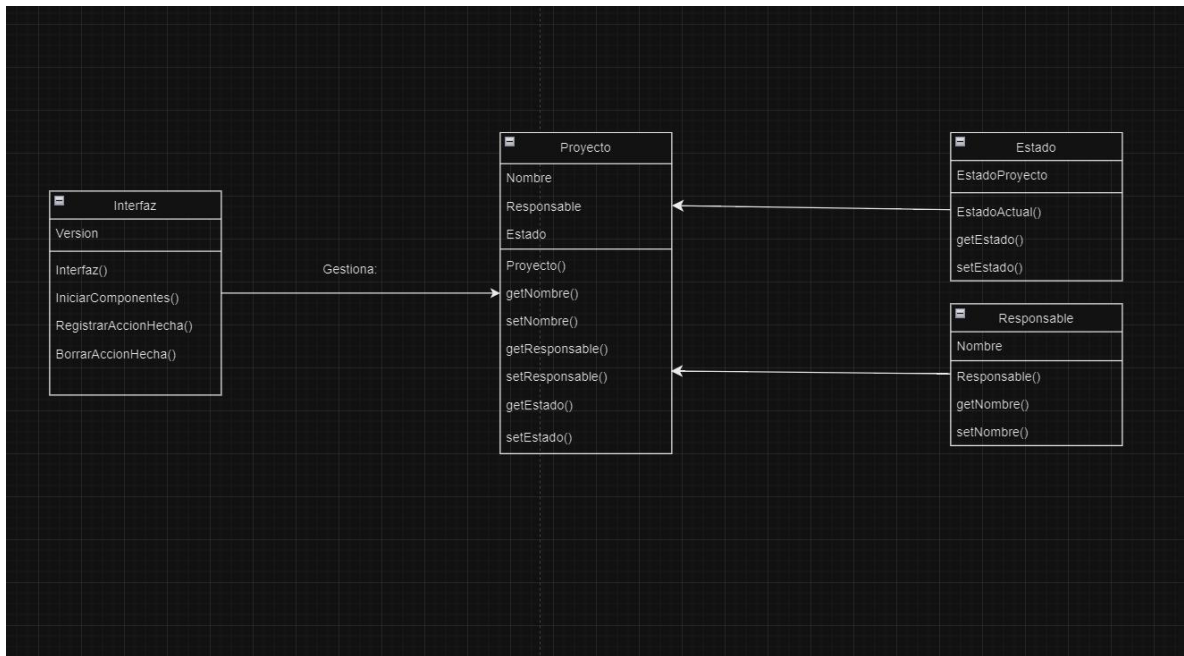 Interfaz
Version
Interfaz()
IniciarComponentes()
RegistrarAccionHecha()
BorrarAccionHecha()
Gestiona:
Proyecto
Nombre
Responsable
Estado
Proyecto()
getNombre()
setNombre()
getResponsable()
setResponsable()
getEstado()
setEstado()
Estado
EstadoProyecto
EstadoActual()
getEstado()
setEstado()
Responsable
Nombre
Responsable()
getNombre()
setNombre()